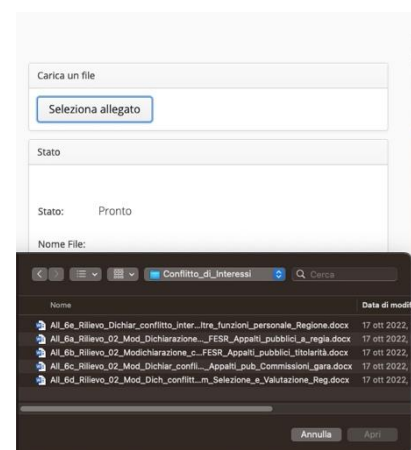 Carica un file
Seleziona allegato
Stato
Stato: Pronto
Nome File:
Conflitto_di_Interessi
Cerca
Nome Data di modif
All_6e_Rilievo_Dichiar_conflitto_inter...ltre_funzioni_personale_Regione.docx 17 ott 2022,
All_6a_Rilievo_02_Mod_Dichiarazione..._FESR_Appalti_pubblici_a_regia.docx 17 ott 2022,
All_6b_Rilievo_02_Modichiarazione_c...FESR_Appalti_pubblici_titolarità.docx 17 ott 2022,
All_6c_Rilievo_02_Mod_Dichiar_confli..._Appalti_pub_Commissioni_gara.docx 17 ott 2022,
All_6d_Rilievo_02_Mod_Dich_conflitt...m_Selezione_e_Valutazione_Reg.docx 17 ott 2022,
Annulla Apri